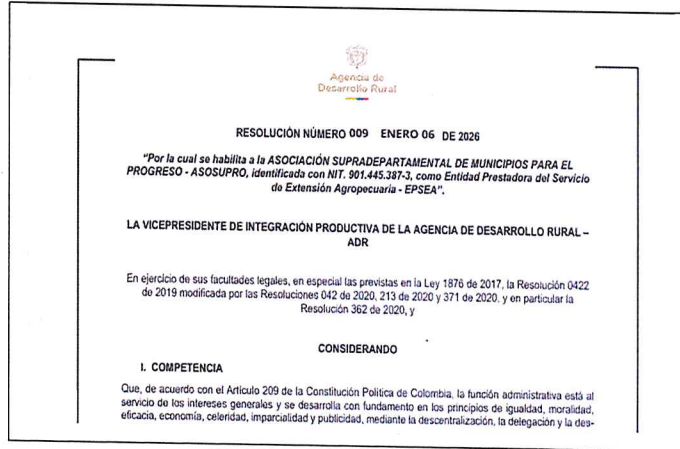 Agencia de
Desarrollo Rural
RESOLUCIÓN NÚMERO 009 ENERO 06 DE 2026
"Por la cual se habilita a la ASOCIACIÓN SUPRADEPARTAMENTAL DE MUNICIPIOS PARA EL
PROGRESO - ASOSUPRO, identificada con NIT. 901.445.387-3, como Entidad Prestadora del Servicio
de Extensión Agropecuaria - EPSEA".
LA VICEPRESIDENTE DE INTEGRACIÓN PRODUCTIVA DE LA AGENCIA DE DESARROLLO RURAL –
ADR
En ejercicio de sus facultades legales, en especial las previstas en la Ley 1876 de 2017, la Resolución 0422
de 2019 modificada por las Resoluciones 042 de 2020, 213 de 2020 y 371 de 2020, y en particular la
Resolución 362 de 2020, y
CONSIDERANDO
I. COMPETENCIA
Que, de acuerdo con el Artículo 209 de la Constitución Política de Colombia, la función administrativa está al
servicio de los intereses generales y se desarrolla con fundamento en los principios de igualdad, moralidad,
eficacia, economía, celeridad, imparcialidad y publicidad, mediante la descentralización, la delegación y la des-